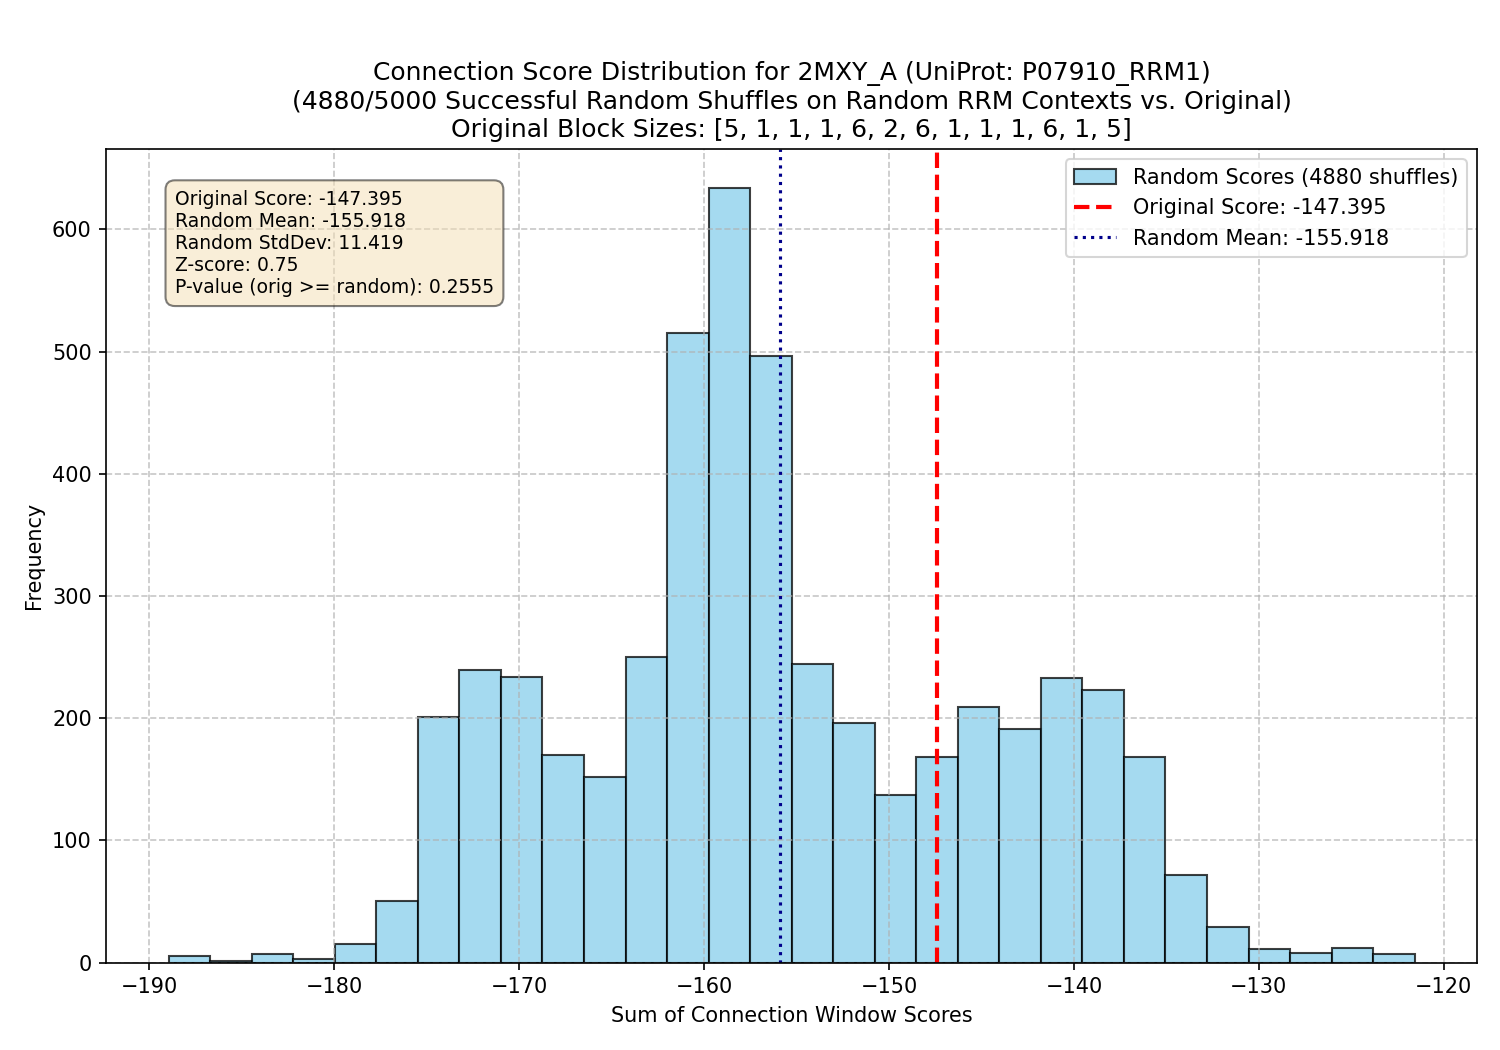 Connection Score Distribution for 2MXY_A (UniProt: P07910_RRM1)
(4880/5000 Successful Random Shuffles on Random RRM Contexts vs. Original)
Original Block Sizes: [5, 1, 1, 1, 6, 2, 6, 1, 1, 1, 6, 1, 5]
Original Score: -147.395
Random Mean: -155.918
Random StdDev: 11.419
Z-score: 0.75
P-value (orig >= random): 0.2555
Random Scores (4880 shuffles)
Original Score: -147.395
Random Mean: -155.918
Frequency
600
500
400
300
200
100
0
−190 −180 −170 −160 −150 −140 −130 −120
Sum of Connection Window Scores